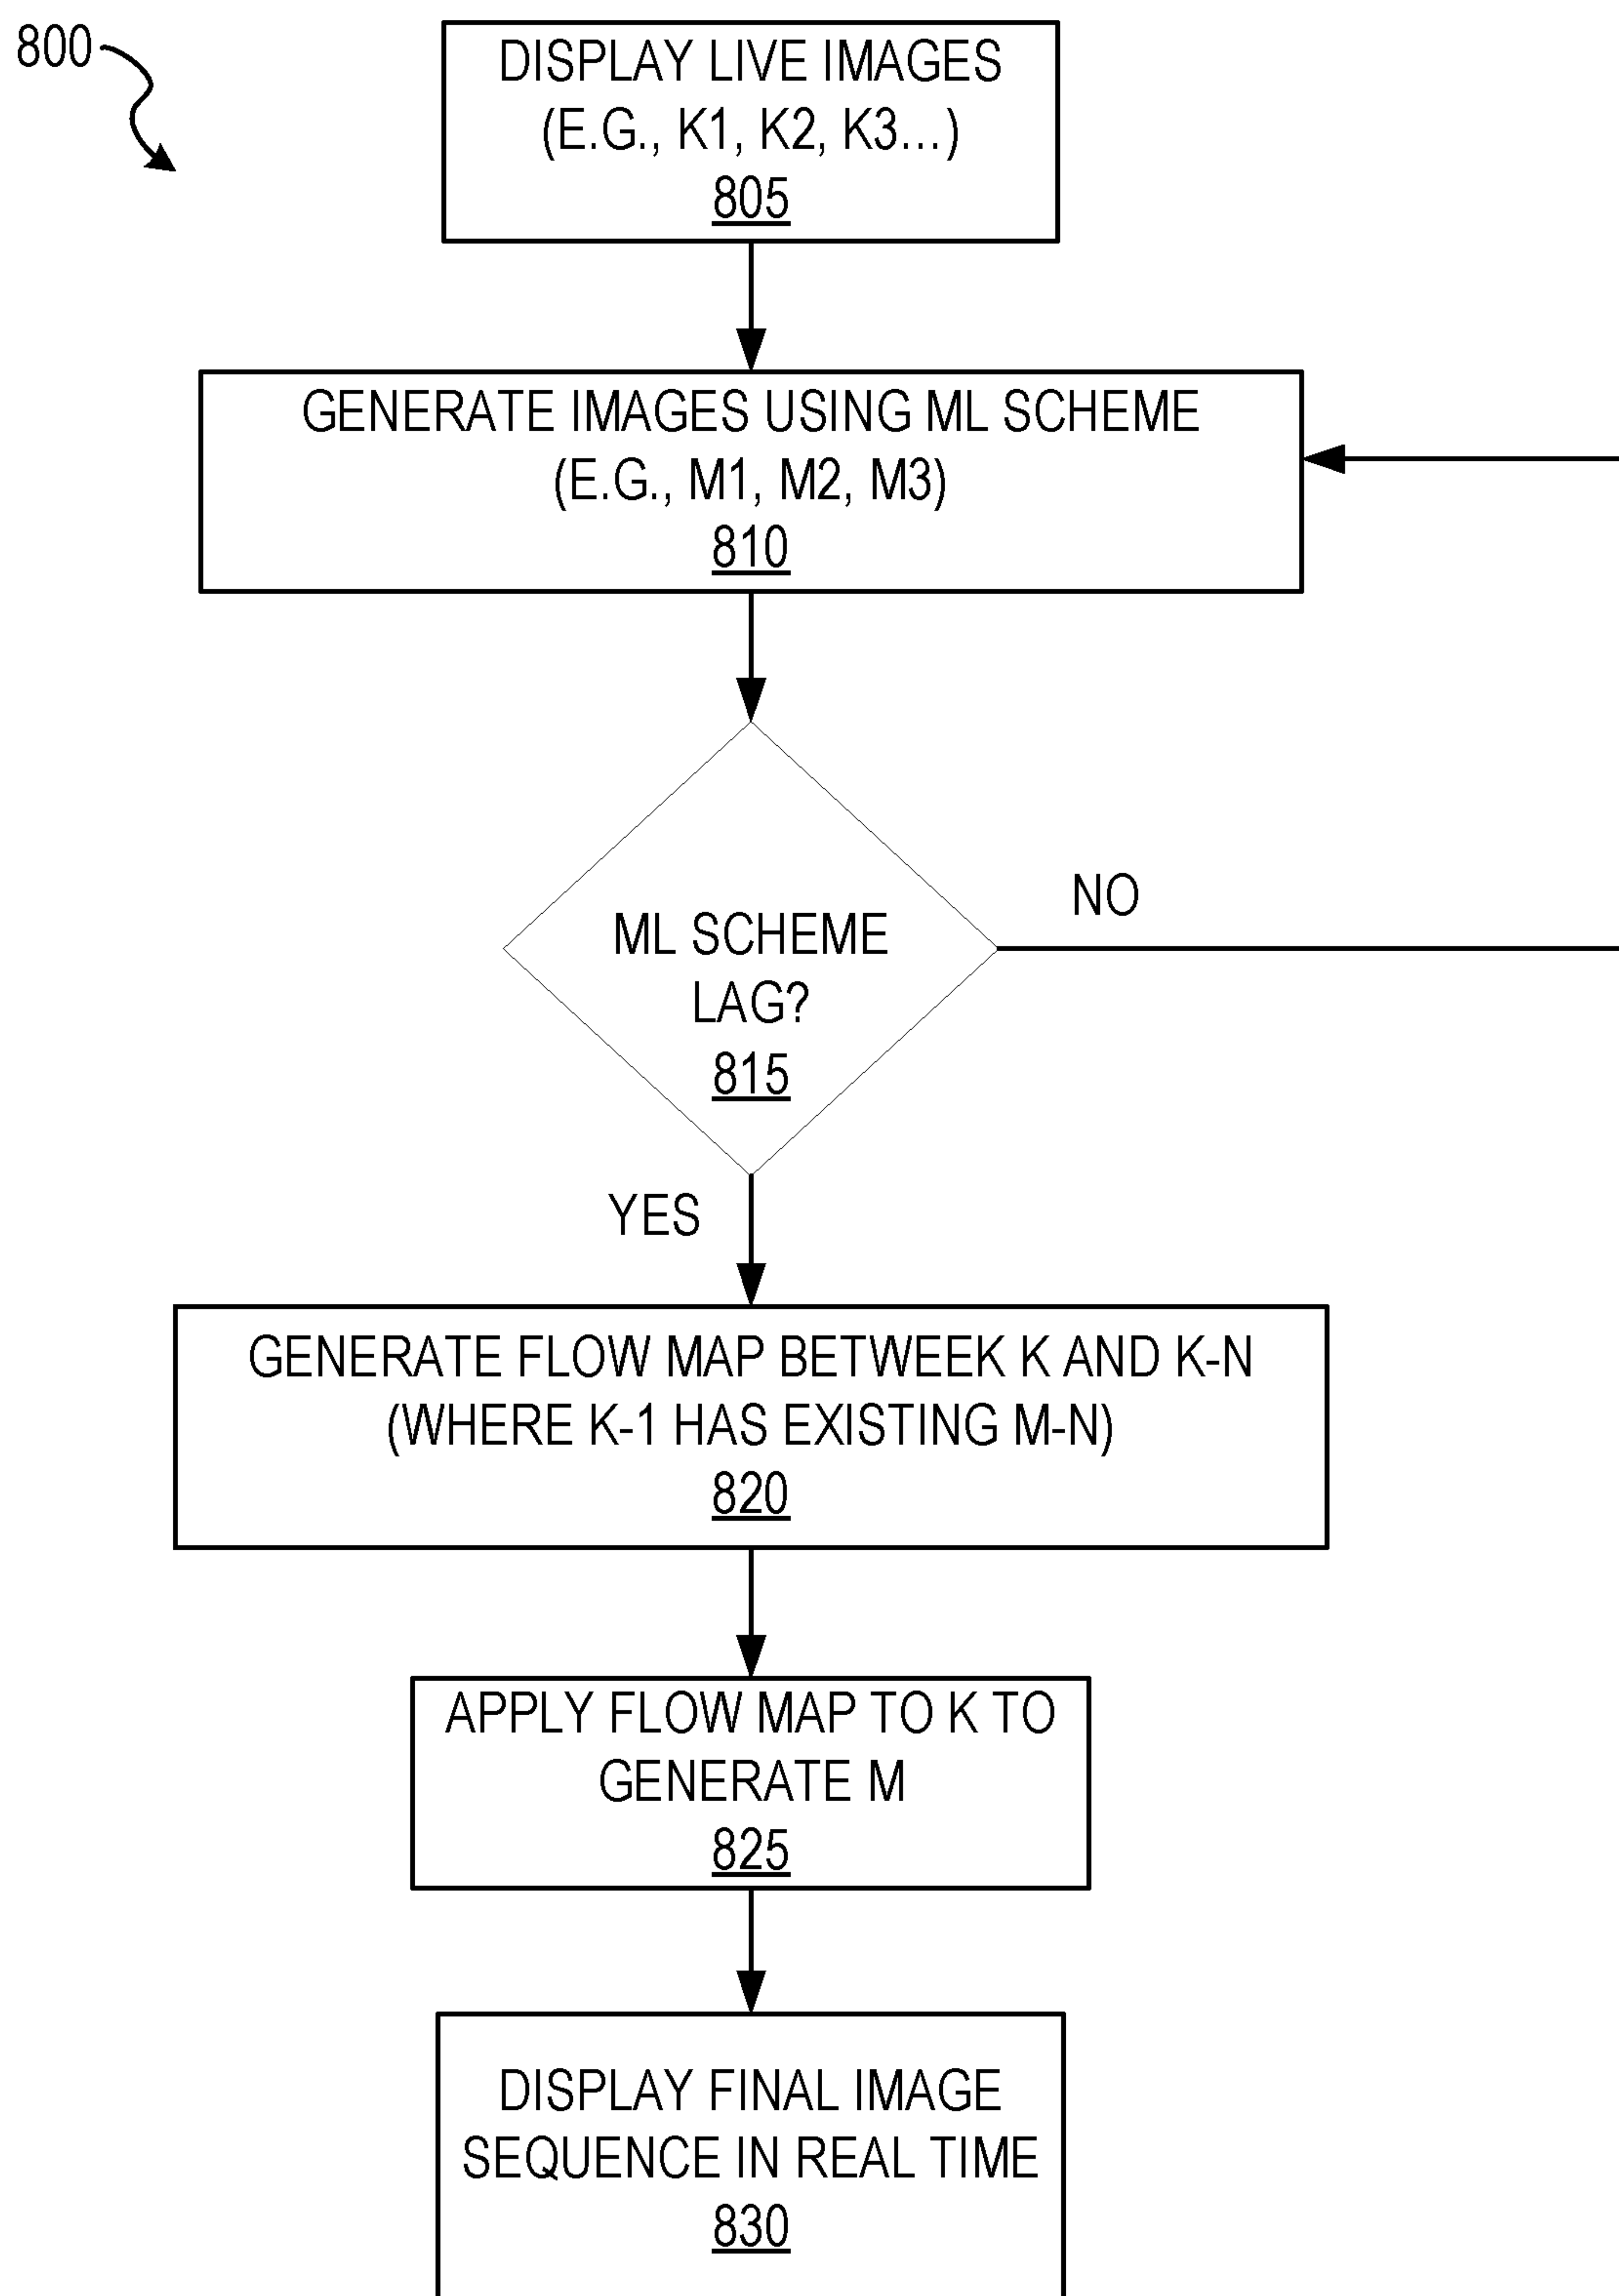 800
DISPLAY LIVE IMAGES
(E.G., K1, K2, K3...)
805
GENERATE IMAGES USING ML SCHEME
(E.G., M1, M2, M3)
810
ML SCHEME
LAG?
815
NO
YES
GENERATE FLOW MAP BETWEEK K AND K-N
(WHERE K-1 HAS EXISTING M-N)
820
APPLY FLOW MAP TO K TO
GENERATE M
825
DISPLAY FINAL IMAGE
SEQUENCE IN REAL TIME
830